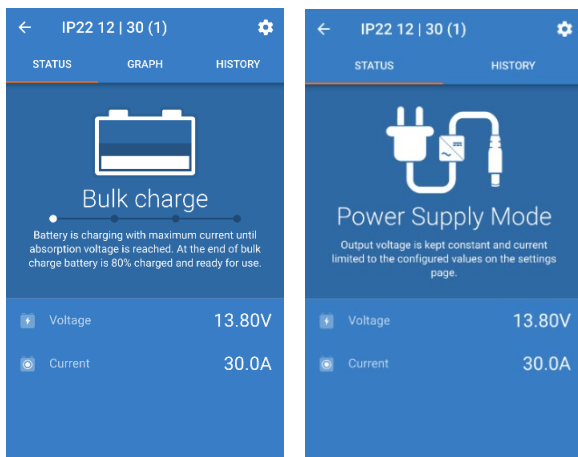 IP22 12 | 30 (1)
STATUS GRAPH HISTORY
Bulk charge
Battery is charging with maximum current until
absorption voltage is reached. At the end of bulk
charge battery is 80% charged and ready for use.
Voltage 13.80V
Current 30.0A
IP22 12 | 30 (1)
STATUS HISTORY
Power Supply Mode
Output voltage is kept constant and current
limited to the configured values on the settings
page.
Voltage 13.80V
Current 30.0A